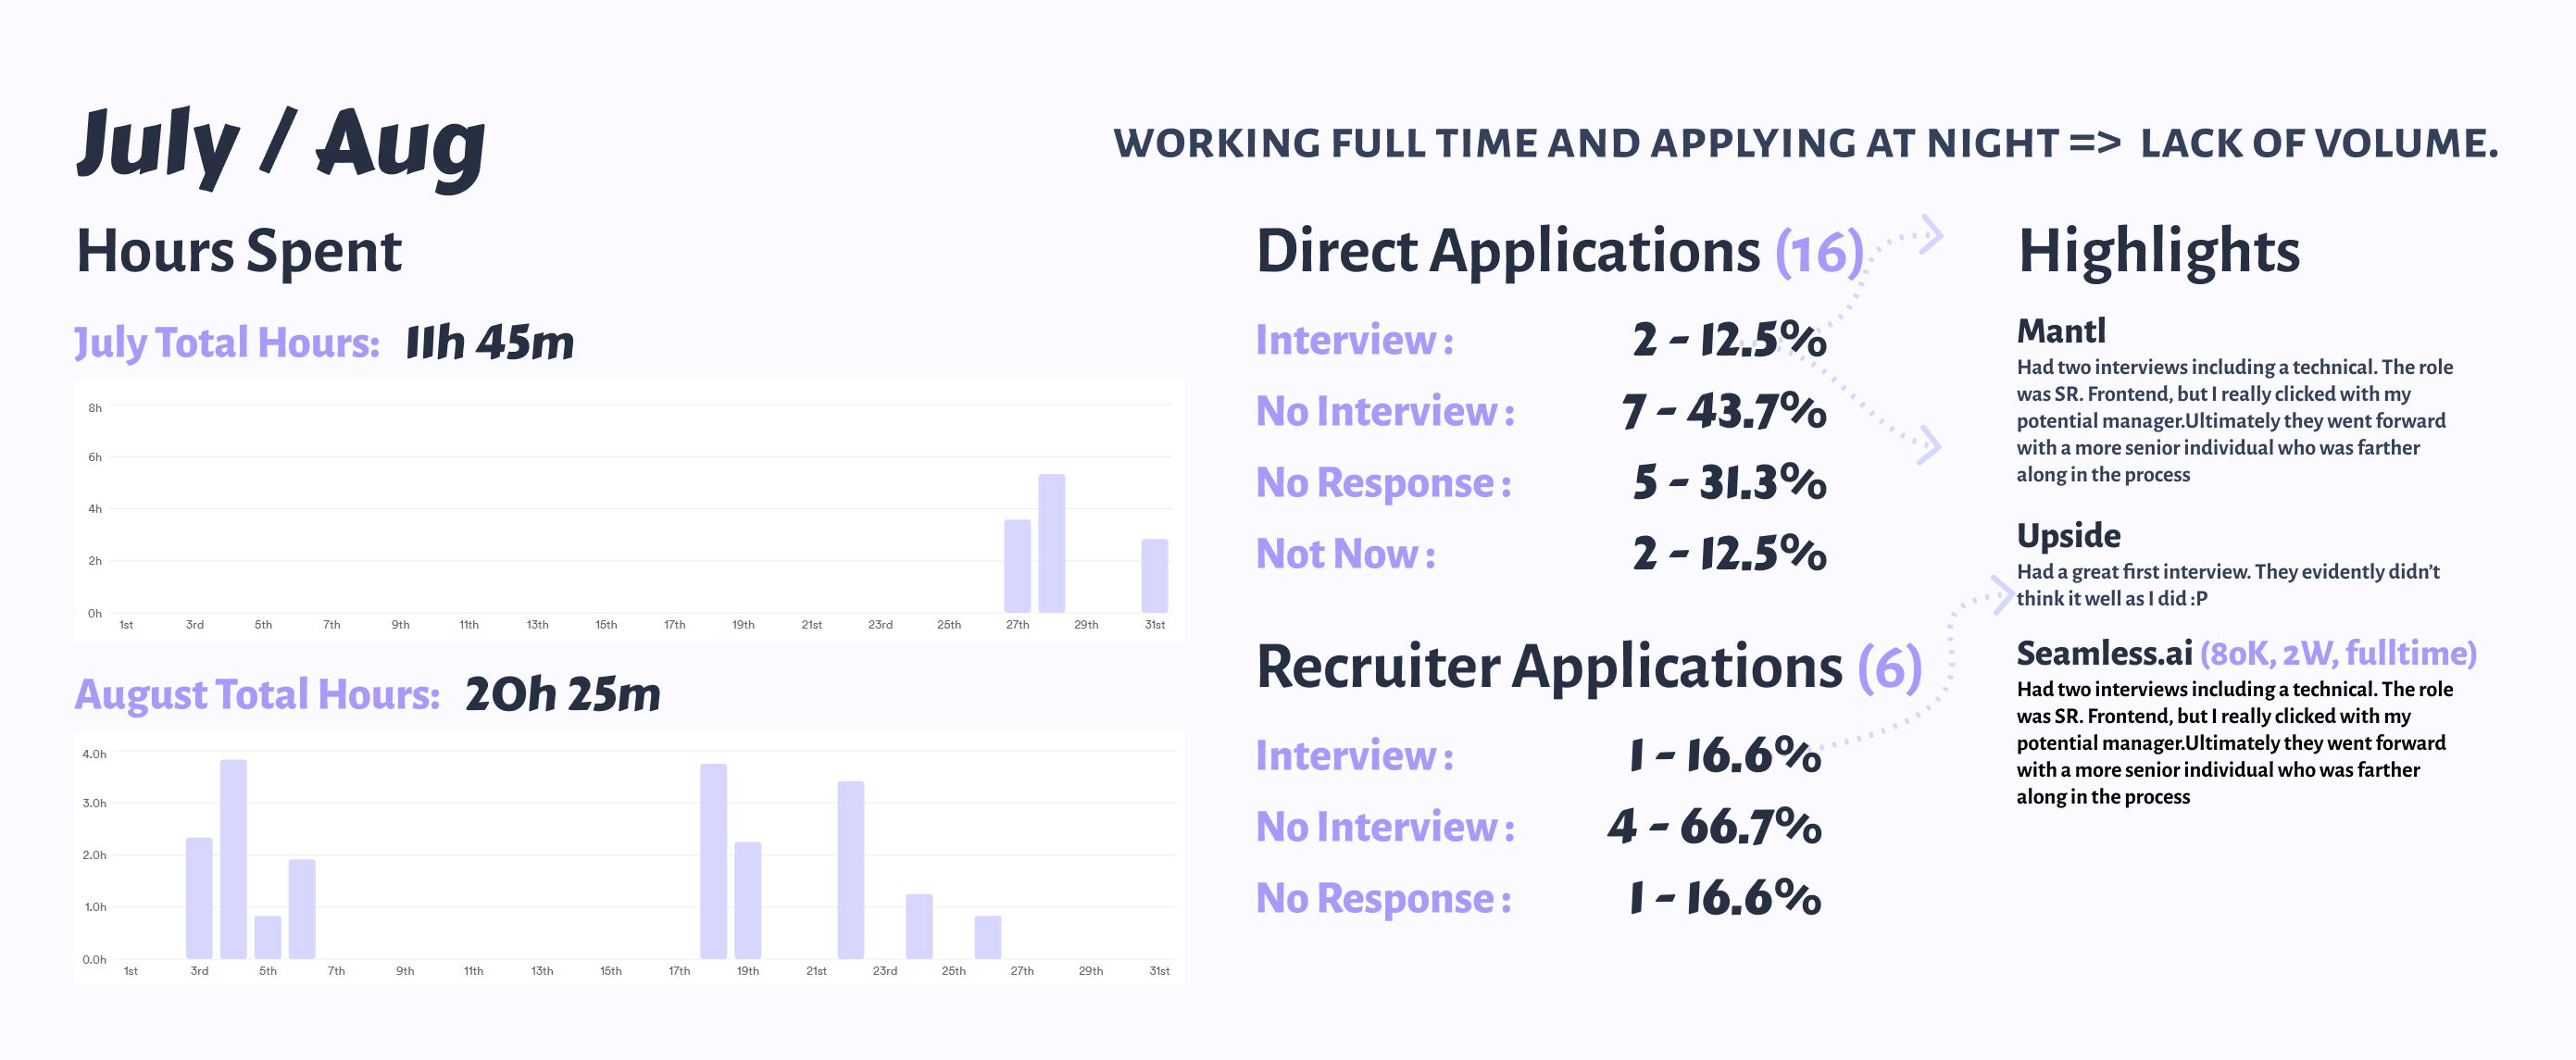 July / Aug
WORKING FULL TIME AND APPLYING AT NIGHT => LACK OF VOLUME.
Hours Spent
July Total Hours: 11h 45m
8h
6h
4h
2h
0h
1st 3rd 5th 7th 9th 11th 13th 15th 17th 19th 21st 23rd 25th 27th 29th 31st
August Total Hours: 20h 25m
4.0h
3.0h
2.0h
1.0h
0.0h
1st 3rd 5th 7th 9th 11th 13th 15th 17th 19th 21st 23rd 25th 27th 29th 31st
Direct Applications (16)
Interview : 2 - 12.5%
No Interview : 7 - 43.7%
No Response : 5 - 31.3%
Not Now : 2 - 12.5%
Recruiter Applications (6)
Interview : 1 - 16.6%
No Interview : 4 - 66.7%
No Response : 1 - 16.6%
Highlights
Mantl
Had two interviews including a technical. The role
was SR. Frontend, but I really clicked with my
potential manager.Ultimately they went forward
with a more senior individual who was farther
along in the process
Upside
Had a great first interview. They evidently didn't
think it well as I did :P
Seamless.ai (80K, 2W, fulltime)
Had two interviews including a technical. The role
was SR. Frontend, but I really clicked with my
potential manager.Ultimately they went forward
with a more senior individual who was farther
along in the process